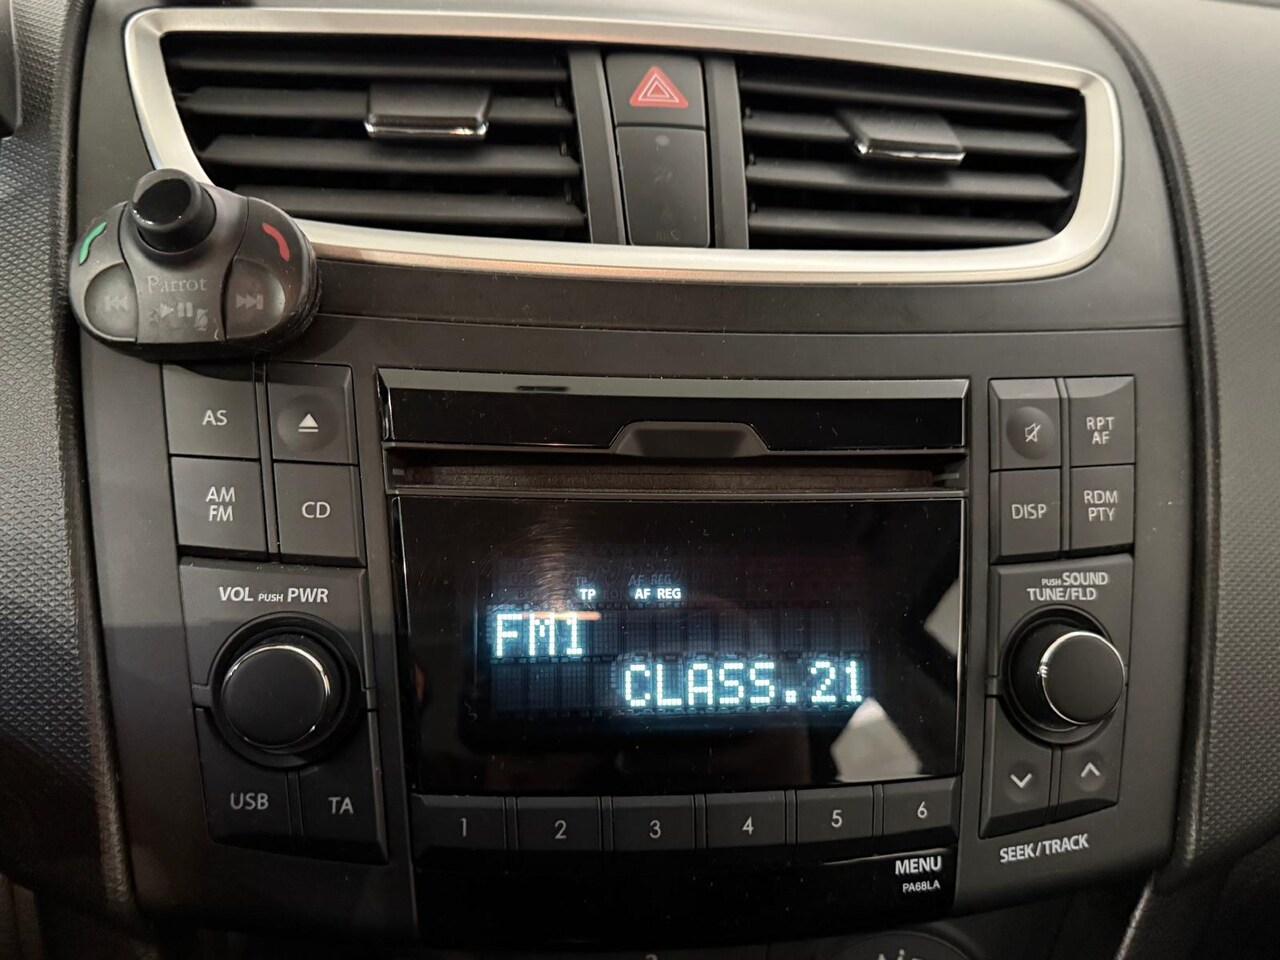 Parrot
AS
AM
FM
CD
RPT
AF
DISP
RDM
PTY
VOL PUSH PWR
PUSH SOUND
TUNE/FLD
TP AF REG
FM1
CLASS.21
USB
TA
1 2 3 4 5 6
MENU
PA68LA
SEEK/TRACK